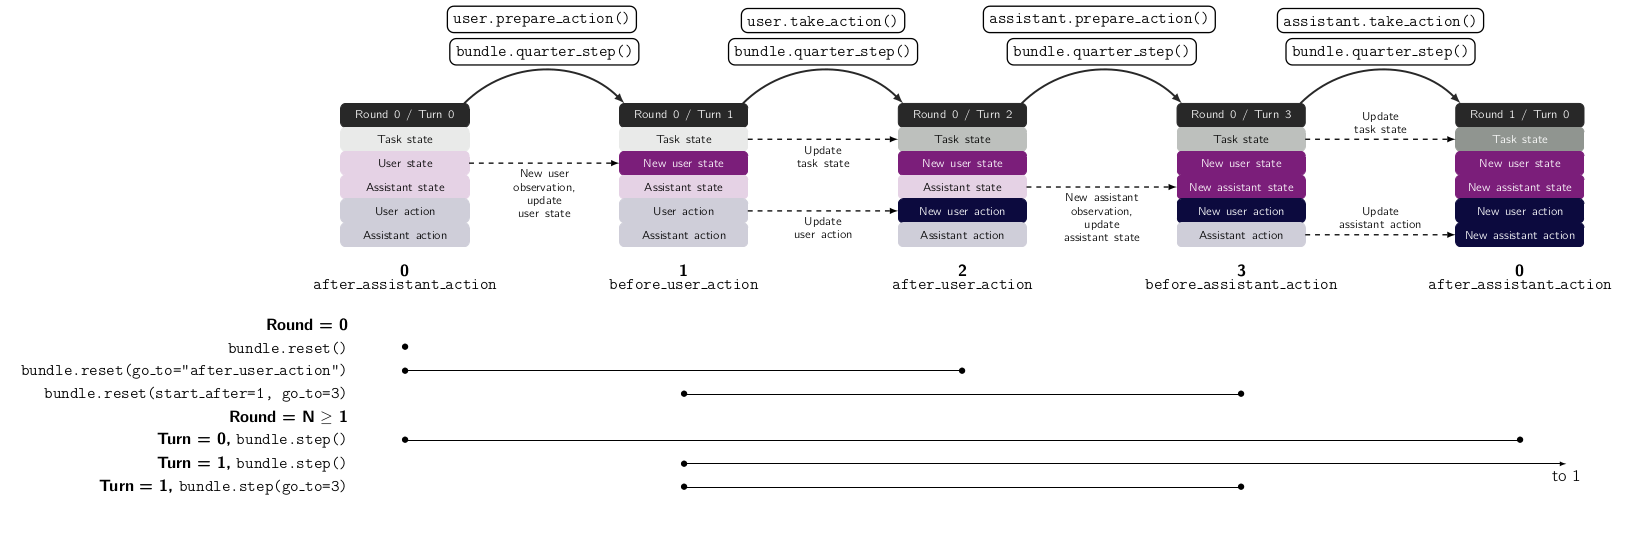 user.prepare_action()
user.take_action()
assistant.prepare_action()
assistant.take_action()
bundle.quarter_step()
bundle.quarter_step()
bundle.quarter_step()
bundle.quarter_step()
Round 0 / Turn 0
Task state
User state
Assistant state
User action
Assistant action
New user
observation,
update
user state
Round 0 / Turn 1
Task state
New user state
Assistant state
User action
Assistant action
Update
task state
Update
user action
Round 0 / Turn 2
Task state
New user state
Assistant state
New user action
Assistant action
New assistant
observation,
update
assistant state
Round 0 / Turn 3
Task state
New user state
New assistant state
New user action
Assistant action
Update
task state
Update
assistant action
Round 1 / Turn 0
Task state
New user state
New assistant state
New user action
New assistant action
0
after_assistant_action
1
before_user_action
2
after_user_action
3
before_assistant_action
0
after_assistant_action
Round = 0
bundle.reset()
bundle.reset(go_to="after_user_action")
bundle.reset(start_after=1, go_to=3)
Round = N ≥ 1
Turn = 0, bundle.step()
Turn = 1, bundle.step()
to 1
Turn = 1, bundle.step(go_to=3)